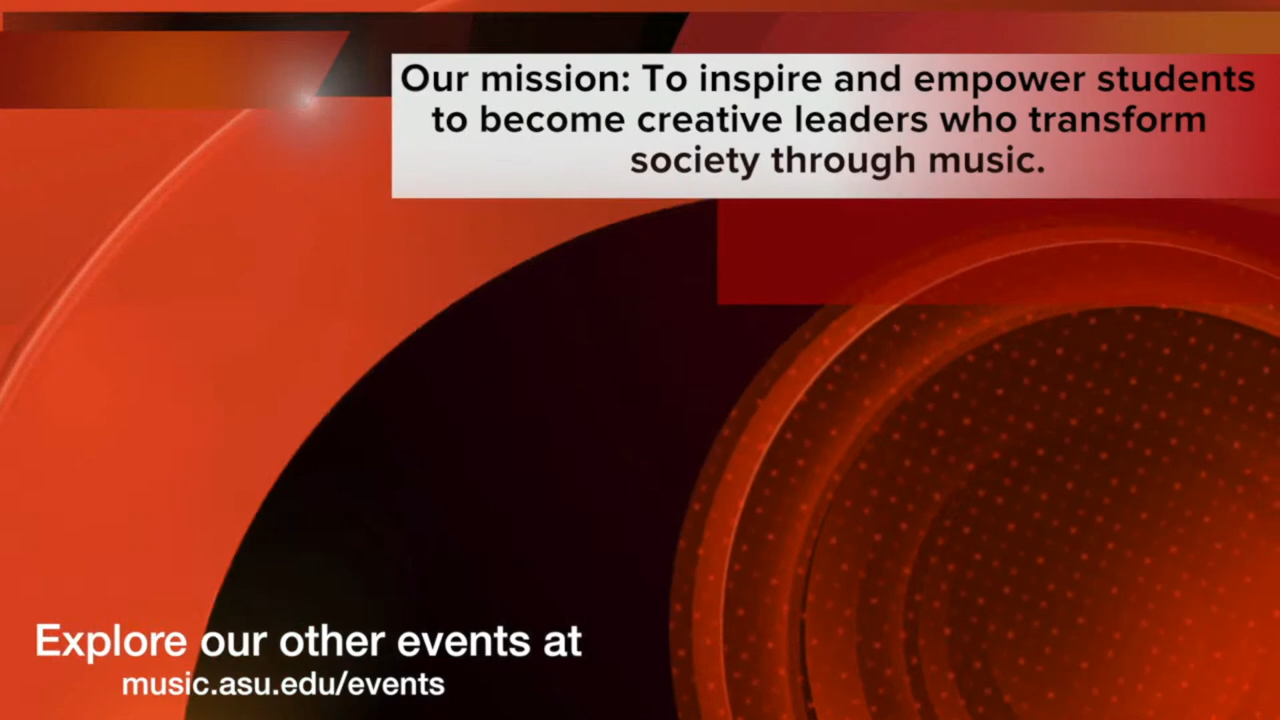 Our mission: To inspire and empower students
to become creative leaders who transform
society through music.
Explore our other events at
music.asu.edu/events